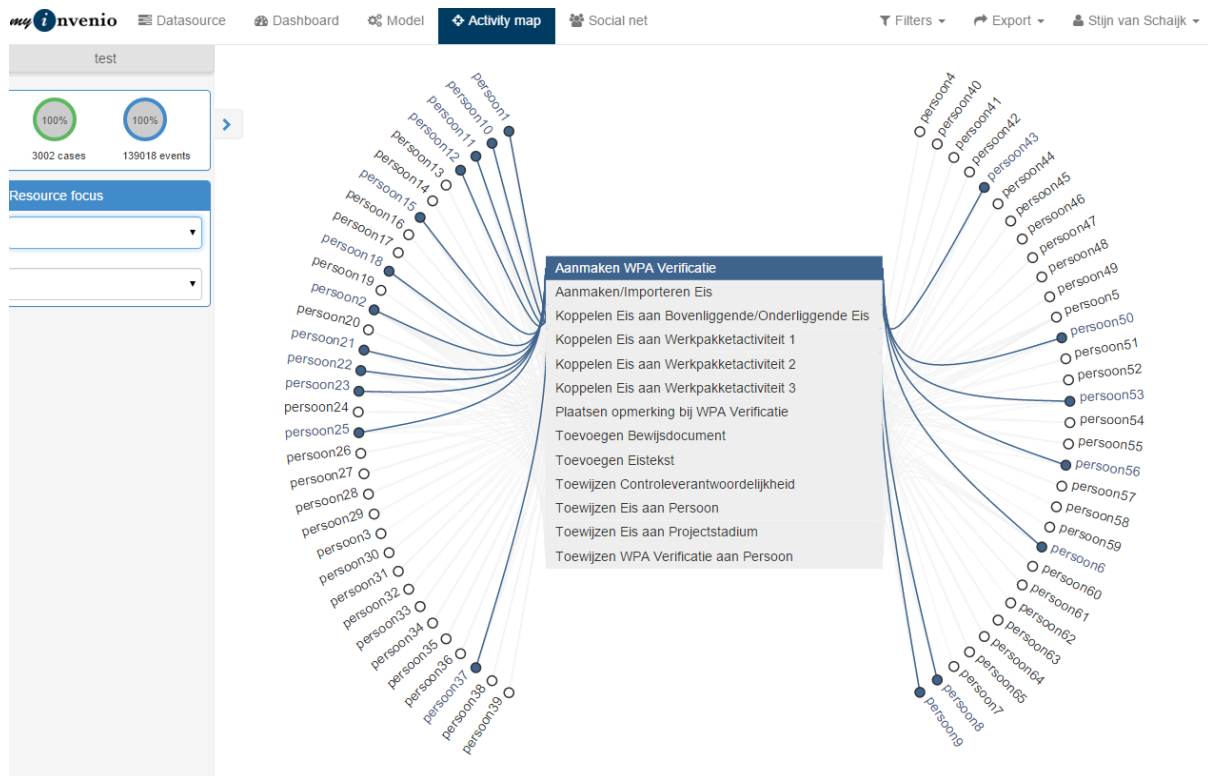 my invenio Datasource Dashboard Model Activity map Social net Filters Export Stijn van Schaijk
test
100% 100%
3002 cases 139018 events
Resource focus
persoon1
persoon10
persoon11
persoon12
persoon13
persoon14
persoon15
persoon16
persoon17
persoon18
persoon19
persoon2
persoon20
persoon21
persoon22
persoon23
persoon24
persoon25
persoon26
persoon27
persoon28
persoon29
persoon3
persoon30
persoon31
persoon32
persoon33
persoon34
persoon35
persoon36
persoon37
persoon38
persoon39
Aanmaken WPA Verificatie
Aanmaken/Importeren Eis
Koppelen Eis aan Bovenliggende/Onderliggende Eis
Koppelen Eis aan Werkpakketactiviteit 1
Koppelen Eis aan Werkpakketactiviteit 2
Koppelen Eis aan Werkpakketactiviteit 3
Plaatsen opmerking bij WPA Verificatie
Toevoegen Bewijsdocument
Toevoegen Eistekst
Toewijzen Controleverantwoordelijkheid
Toewijzen Eis aan Persoon
Toewijzen Eis aan Projectstadium
Toewijzen WPA Verificatie aan Persoon
persoon4
persoon40
persoon41
persoon42
persoon43
persoon44
persoon45
persoon46
persoon47
persoon48
persoon49
persoon5
persoon50
persoon51
persoon52
persoon53
persoon54
persoon55
persoon56
persoon57
persoon58
persoon59
persoon6
persoon60
persoon61
persoon62
persoon63
persoon64
persoon65
persoon7
persoon8
persoon9